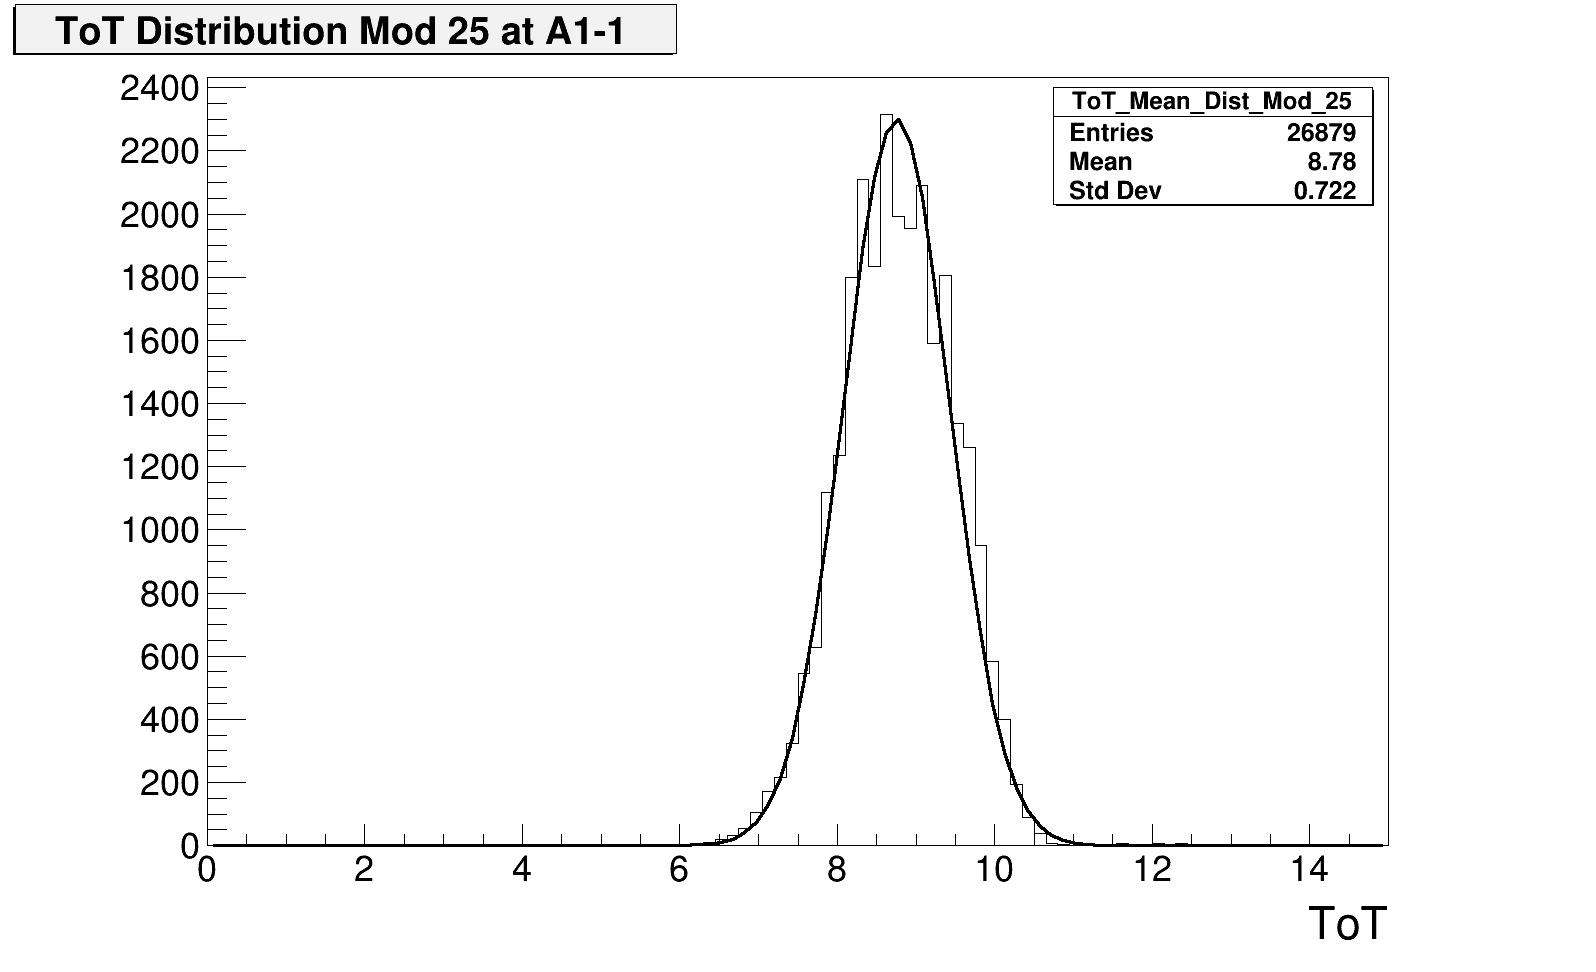 ToT Distribution Mod 25 at A1-1
ToT_Mean_Dist_Mod_25
Entries 26879
Mean 8.78
Std Dev 0.722
2400
2200
2000
1800
1600
1400
1200
1000
800
600
400
200
0
0 2 4 6 8 10 12 14
ToT